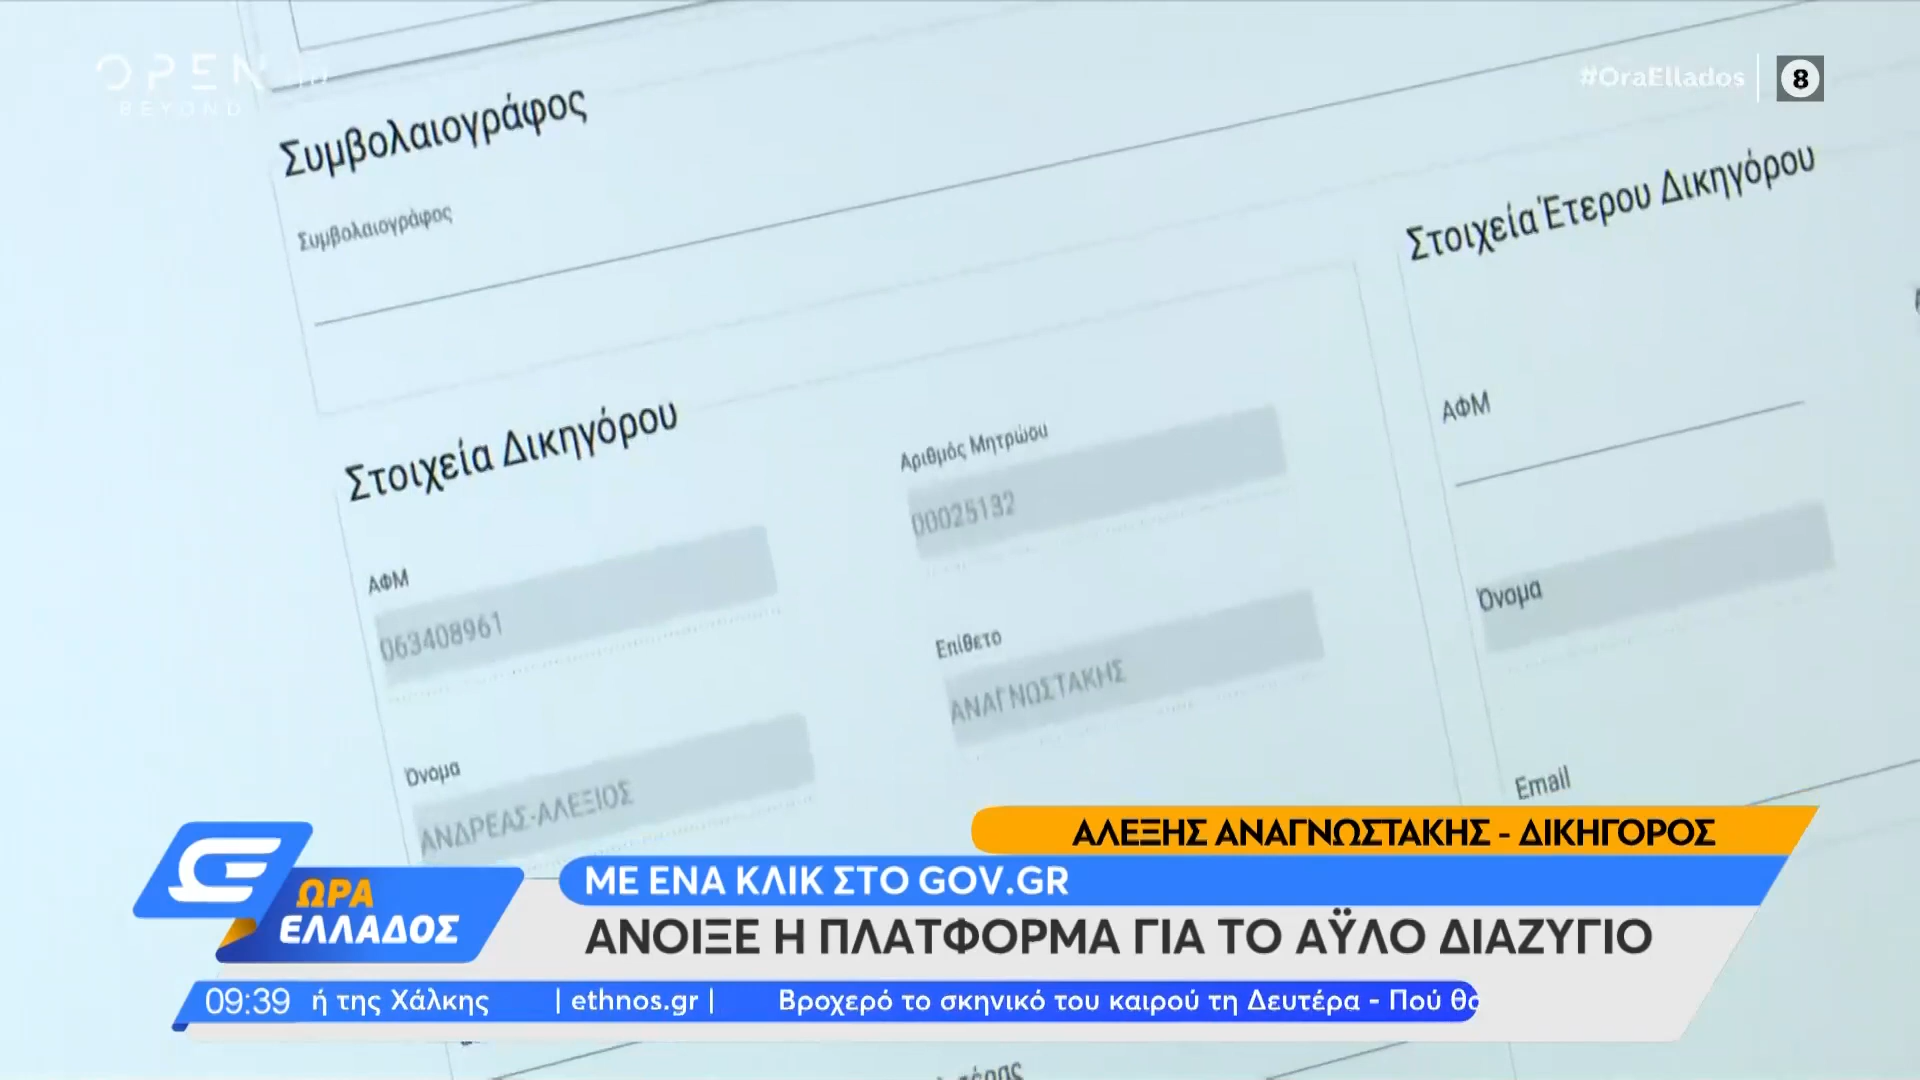 OPEN
BEYOND
#OraEllados
8
Συμβολαιογράφος
Συμβολαιογράφος
Στοιχεία Έτερου Δικηγόρου
ΑΦΜ
Όνομα
Email
Στοιχεία Δικηγόρου
Αριθμός Μητρώου
00025132
ΑΦΜ
063408961
Επίθετο
ΑΝΑΓΝΩΣΤΑΚΗΣ
Όνομα
ΑΝΔΡΕΑΣ-ΑΛΕΞΙΟΣ
ΑΛΕΞΗΣ ΑΝΑΓΝΩΣΤΑΚΗΣ - ΔΙΚΗΓΟΡΟΣ
ΜΕ ΕΝΑ ΚΛΙΚ ΣΤΟ GOV.GR
ΩΡΑ
ΕΛΛΑΔΟΣ
ΑΝΟΙΞΕ Η ΠΛΑΤΦΟΡΜΑ ΓΙΑ ΤΟ ΑΫΛΟ ΔΙΑΖΥΓΙΟ
09:39 ή της Χάλκης | ethnos.gr | Βροχερό το σκηνικό του καιρού τη Δευτέρα - Πού